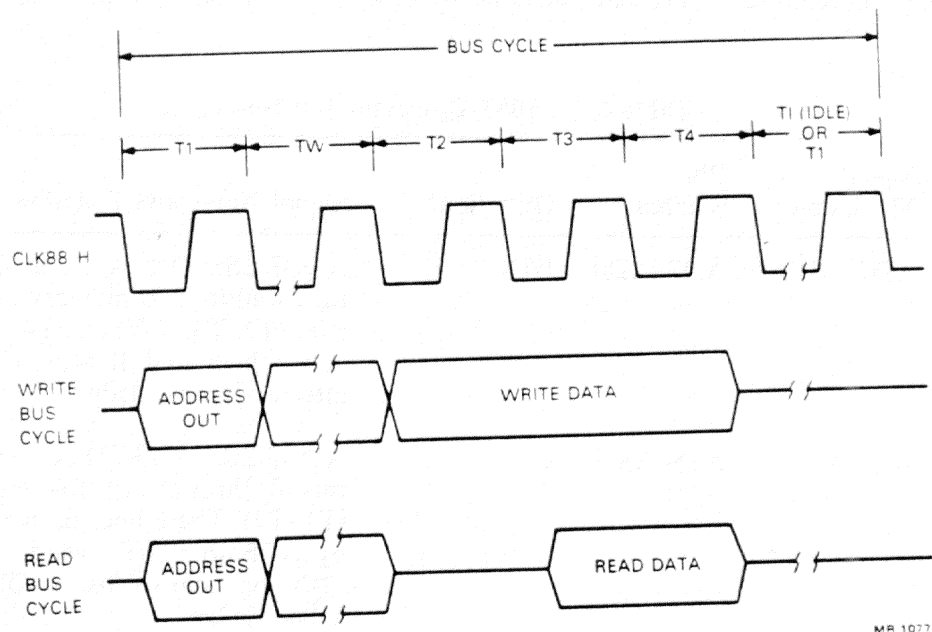 BUS CYCLE
T1
TW
T2
T3
T4
TI (IDLE)
OR
T1
CLK88 H
WRITE
BUS
CYCLE
ADDRESS
OUT
WRITE DATA
READ
BUS
CYCLE
ADDRESS
OUT
READ DATA
MR 1077